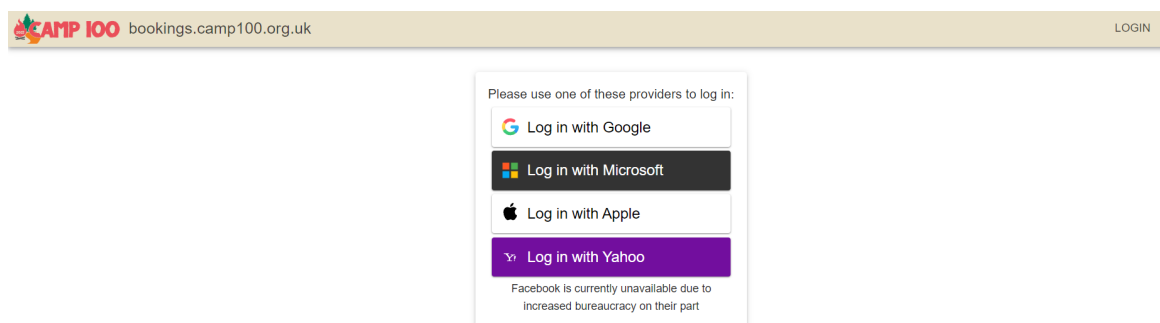 CAMP 100 bookings.camp100.org.uk LOGIN
Please use one of these providers to log in:
Log in with Google
Log in with Microsoft
Log in with Apple
Log in with Yahoo
Facebook is currently unavailable due to
increased bureaucracy on their part